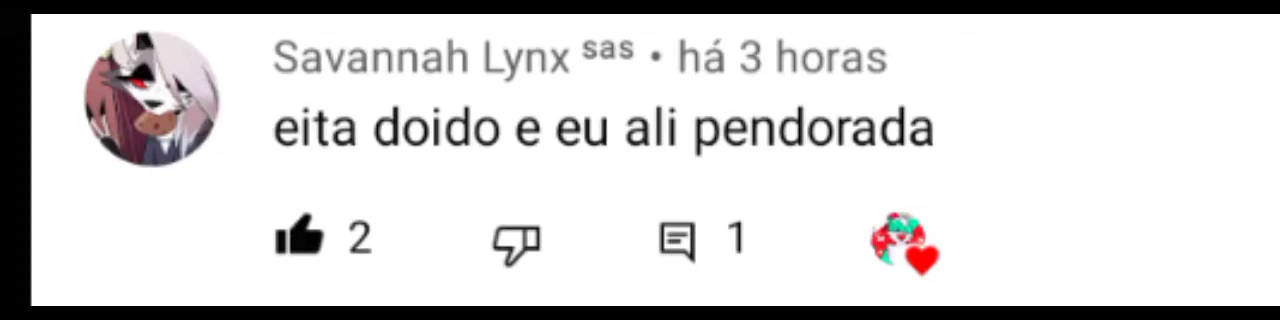 Savannah Lynx sas • há 3 horas
eita doido e eu ali pendorada
2 1